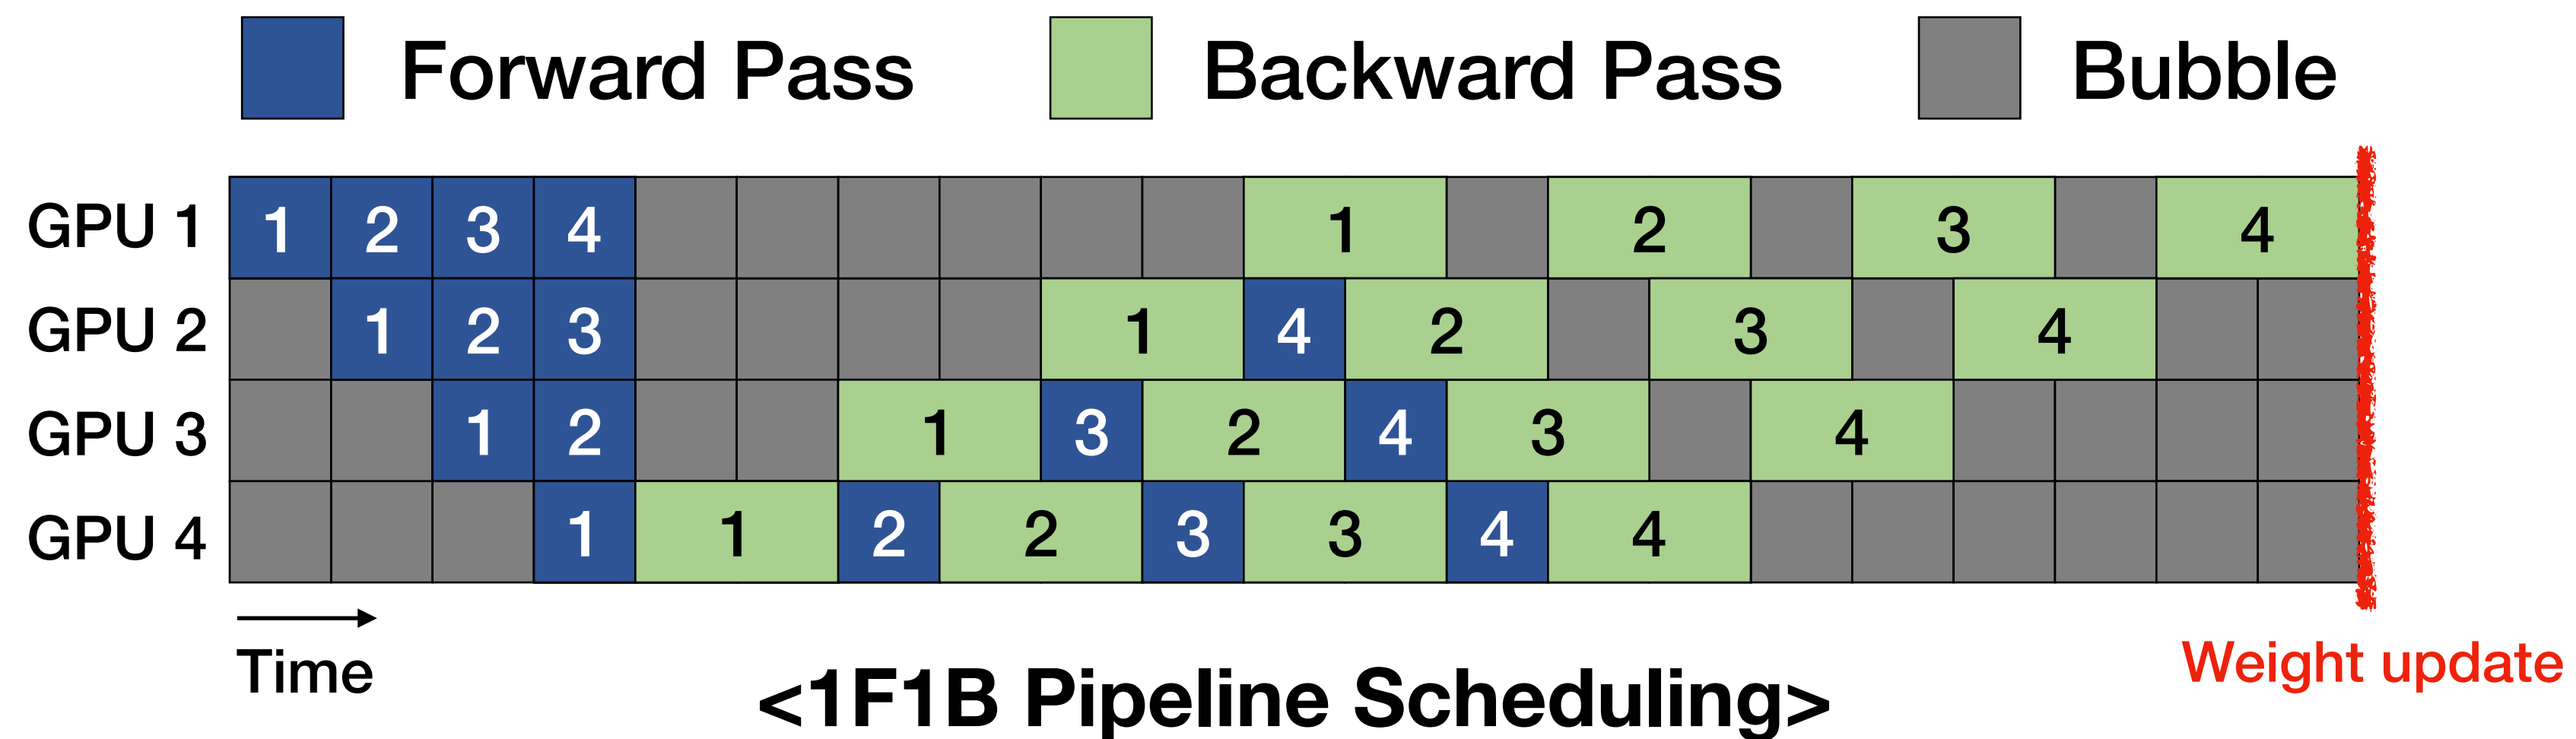 Forward Pass Backward Pass Bubble
GPU 1 1 2 3 4 1 2 3 4
GPU 2 1 2 3 1 4 2 3 4
GPU 3 1 2 1 3 2 4 3 4
GPU 4 1 1 2 2 3 3 4 4
Time
Weight update
<1F1B Pipeline Scheduling>